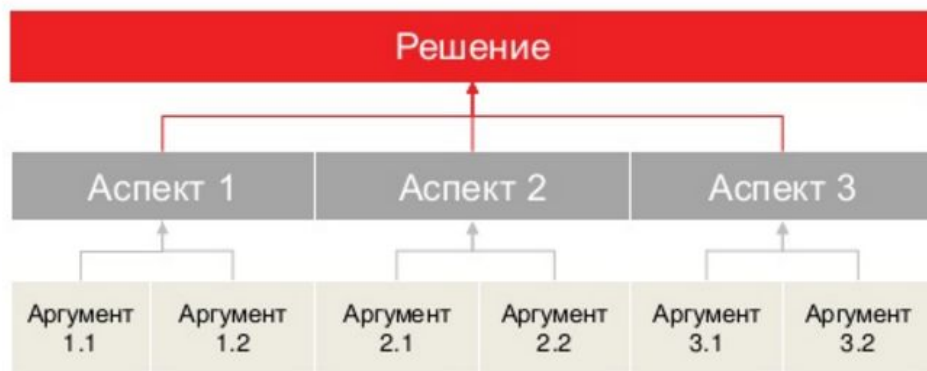 Решение
Аспект 1 Аспект 2 Аспект 3
Аргумент Аргумент Аргумент Аргумент Аргумент Аргумент
1.1 1.2 2.1 2.2 3.1 3.2